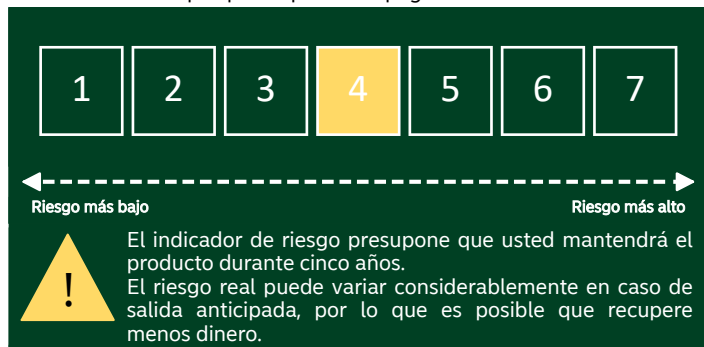 1 2 3 4 5 6 7
Riesgo más bajo Riesgo más alto
!
El indicador de riesgo presupone que usted mantendrá el
producto durante cinco años.
El riesgo real puede variar considerablemente en caso de
salida anticipada, por lo que es posible que recupere
menos dinero.